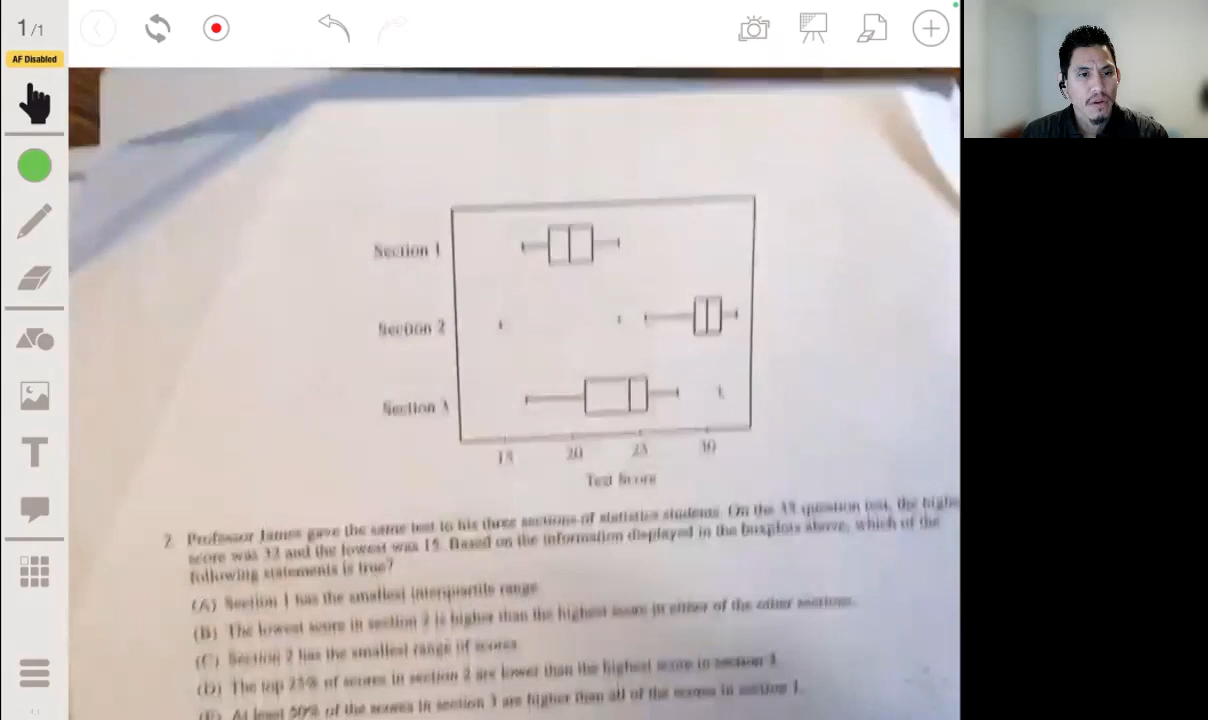 1/1
AF Disabled
Section 1
Section 2
Section 3
15 20 25 30
Test Score
2. Professor James gave the same test to his three sections of statistics students. On the 35 question test, the highe
score was 32 and the lowest was 15. Based on the information displayed in the boxplots above, which of the
following statements is true?
(A) Section 1 has the smallest interquartile range.
(B) The lowest score in section 2 is higher than the highest score in either of the other sections.
(C) Section 2 has the smallest range of scores.
(D) The top 25% of scores in section 2 are lower than the highest score in section 3.
(E) At least 50% of the scores in section 3 are higher than all of the scores in section 1.
T